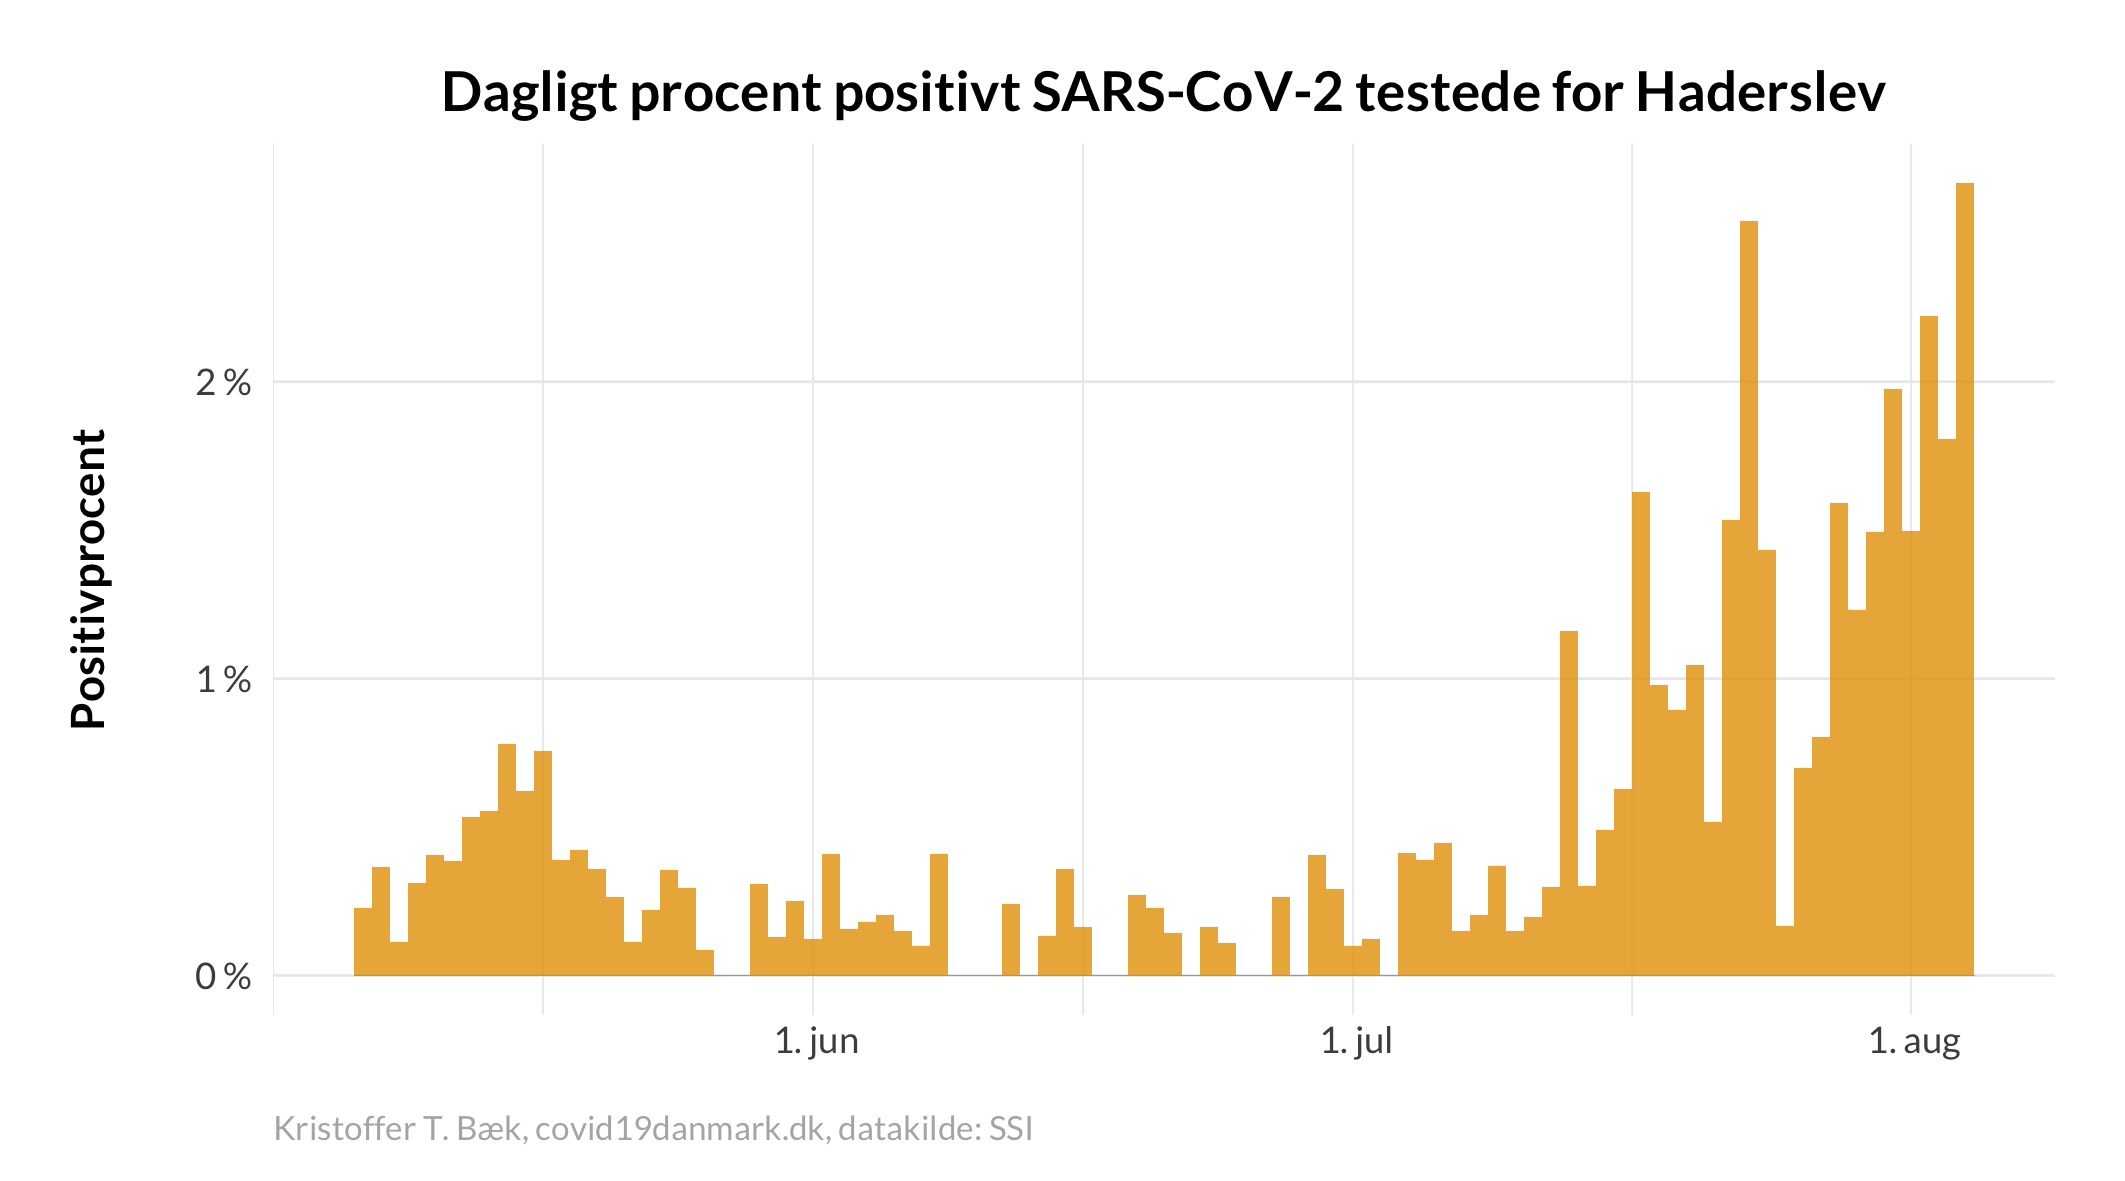 Dagligt procent positivt SARS-CoV-2 testede for Haderslev
Positivprocent
2 %
1 %
0 %
1. jun
1. jul
1. aug
Kristoffer T. Bæk, covid19danmark.dk, datakilde: SSI